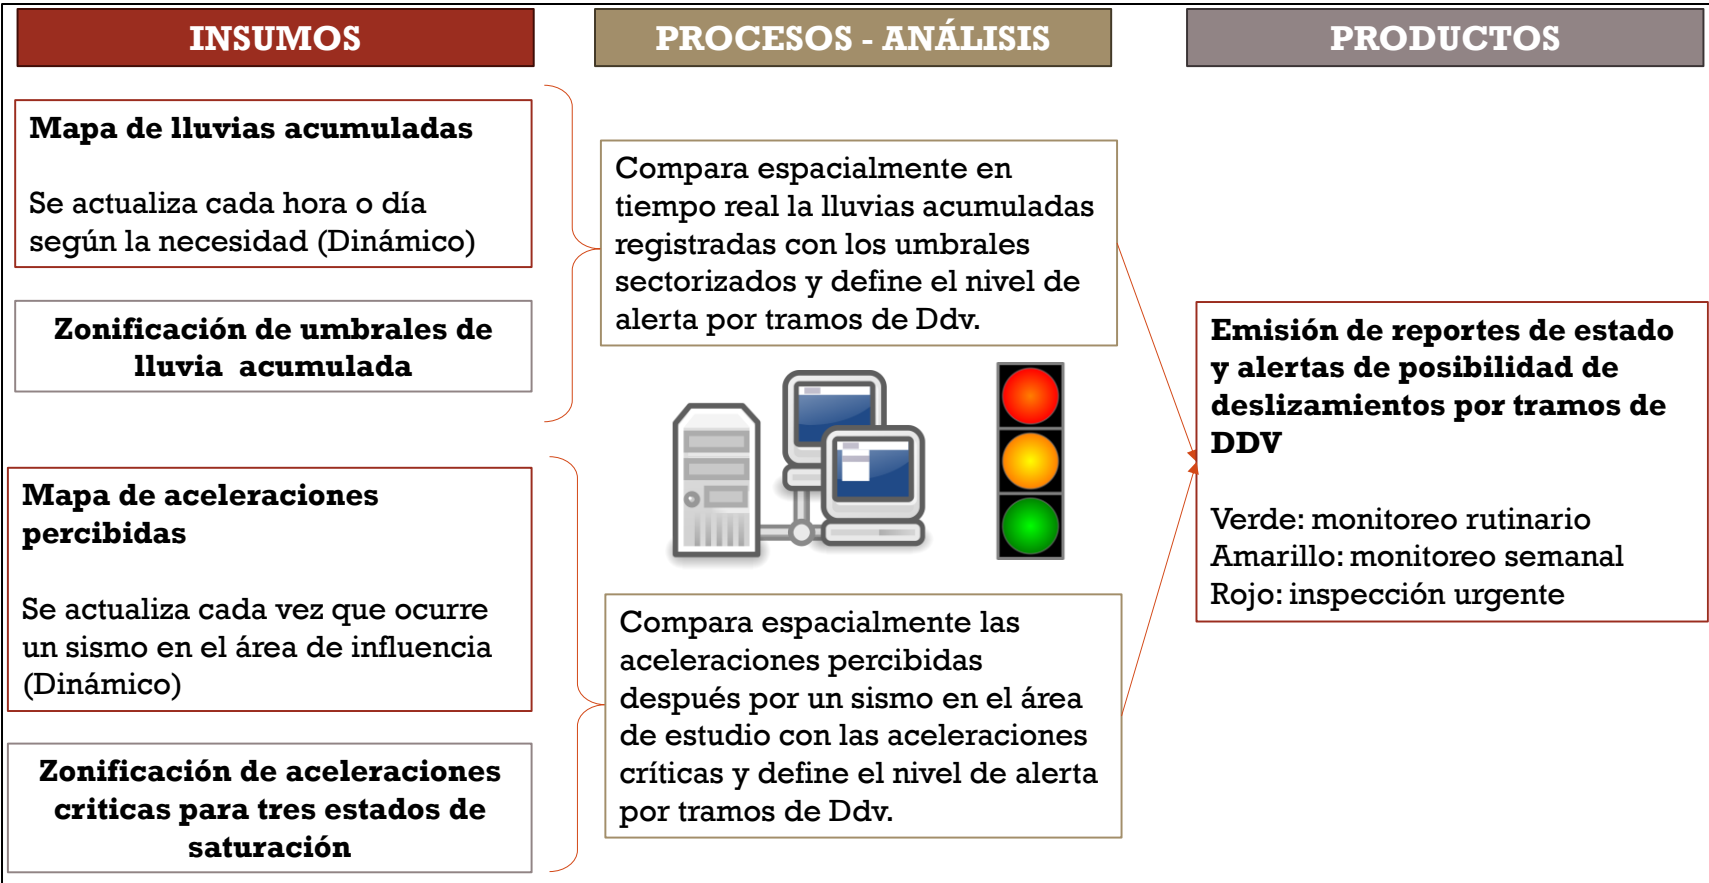 INSUMOS
PROCESOS - ANÁLISIS
PRODUCTOS
Mapa de lluvias acumuladas
Se actualiza cada hora o día
según la necesidad (Dinámico)
Zonificación de umbrales de
lluvia acumulada
Mapa de aceleraciones
percibidas
Se actualiza cada vez que ocurre
un sismo en el área de influencia
(Dinámico)
Zonificación de aceleraciones
criticas para tres estados de
saturación
Compara espacialmente en
tiempo real la lluvias acumuladas
registradas con los umbrales
sectorizados y define el nivel de
alerta por tramos de Ddv.
Compara espacialmente las
aceleraciones percibidas
después por un sismo en el área
de estudio con las aceleraciones
críticas y define el nivel de alerta
por tramos de Ddv.
Emisión de reportes de estado
y alertas de posibilidad de
deslizamientos por tramos de
DDV
Verde: monitoreo rutinario
Amarillo: monitoreo semanal
Rojo: inspección urgente